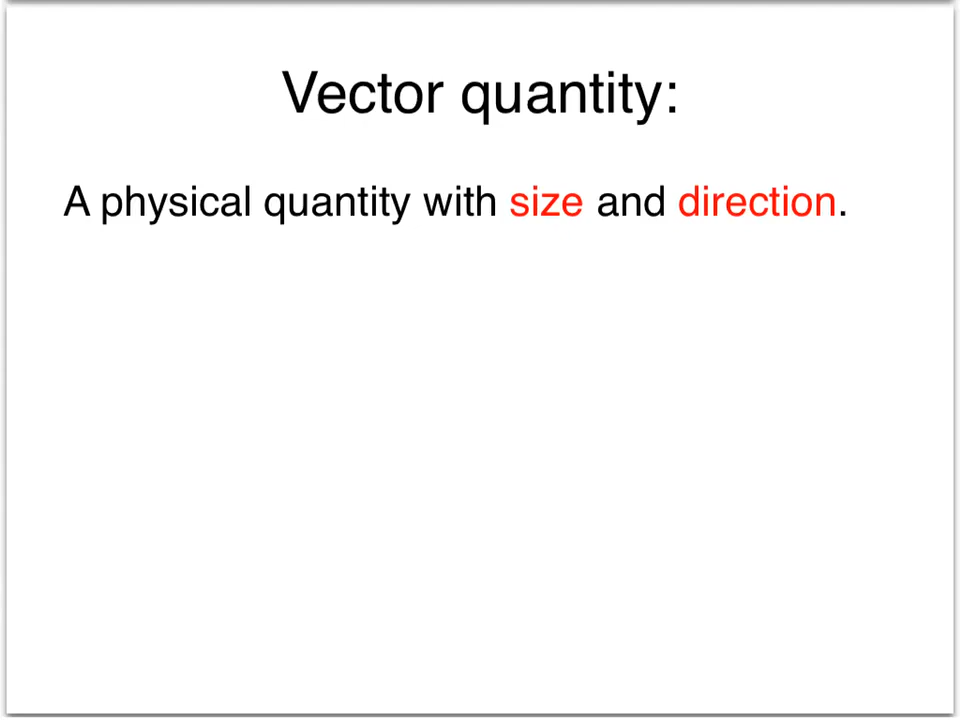 Vector quantity:
A physical quantity with size and direction.